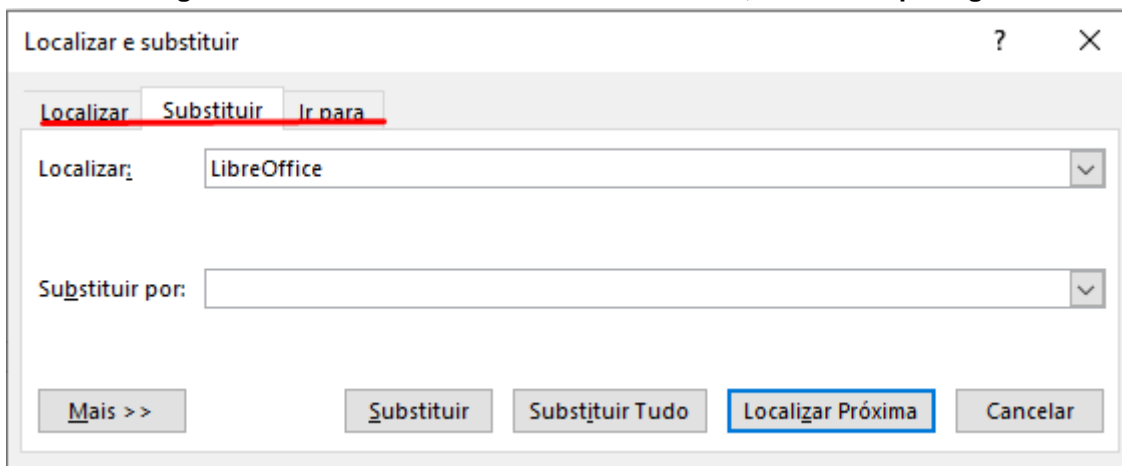 Localizar e substituir ?
Localizar Substituir Ir para
Localizar: LibreOffice
Substituir por:
Mais >> Substituir Substituir Tudo Localizar Próxima Cancelar